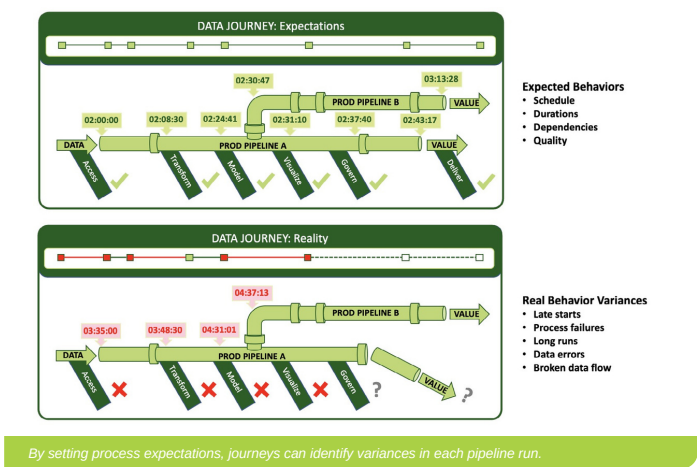 DATA JOURNEY: Expectations
02:30:47
03:13:28
PROD PIPELINE B
VALUE
02:00:00
02:08:30
02:24:41
02:31:10
02:37:40
02:43:17
DATA
PROD PIPELINE A
VALUE
Access
Transform
Model
Visualize
Govern
Deliver
Expected Behaviors
• Schedule
• Durations
• Dependencies
• Quality
DATA JOURNEY: Reality
04:37:13
PROD PIPELINE B
VALUE
03:35:00
03:48:30
04:31:01
DATA
PROD PIPELINE A
VALUE
Access
Transform
Model
Visualize
Govern
?
?
Real Behavior Variances
• Late starts
• Process failures
• Long runs
• Data errors
• Broken data flow
By setting process expectations, journeys can identify variances in each pipeline run.